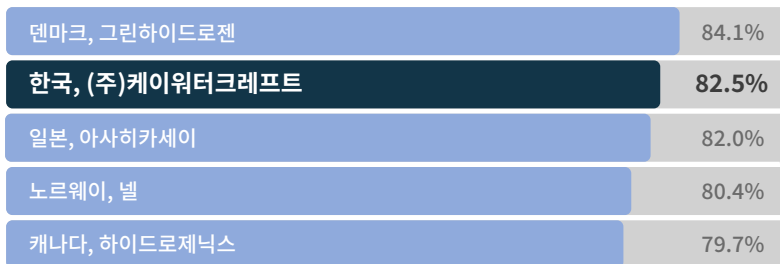 덴마크, 그린하이드로젠 84.1%
한국, (주)케이워터크레프트 82.5%
일본, 아사히카세이 82.0%
노르웨이, 넬 80.4%
캐나다, 하이드로제닉스 79.7%